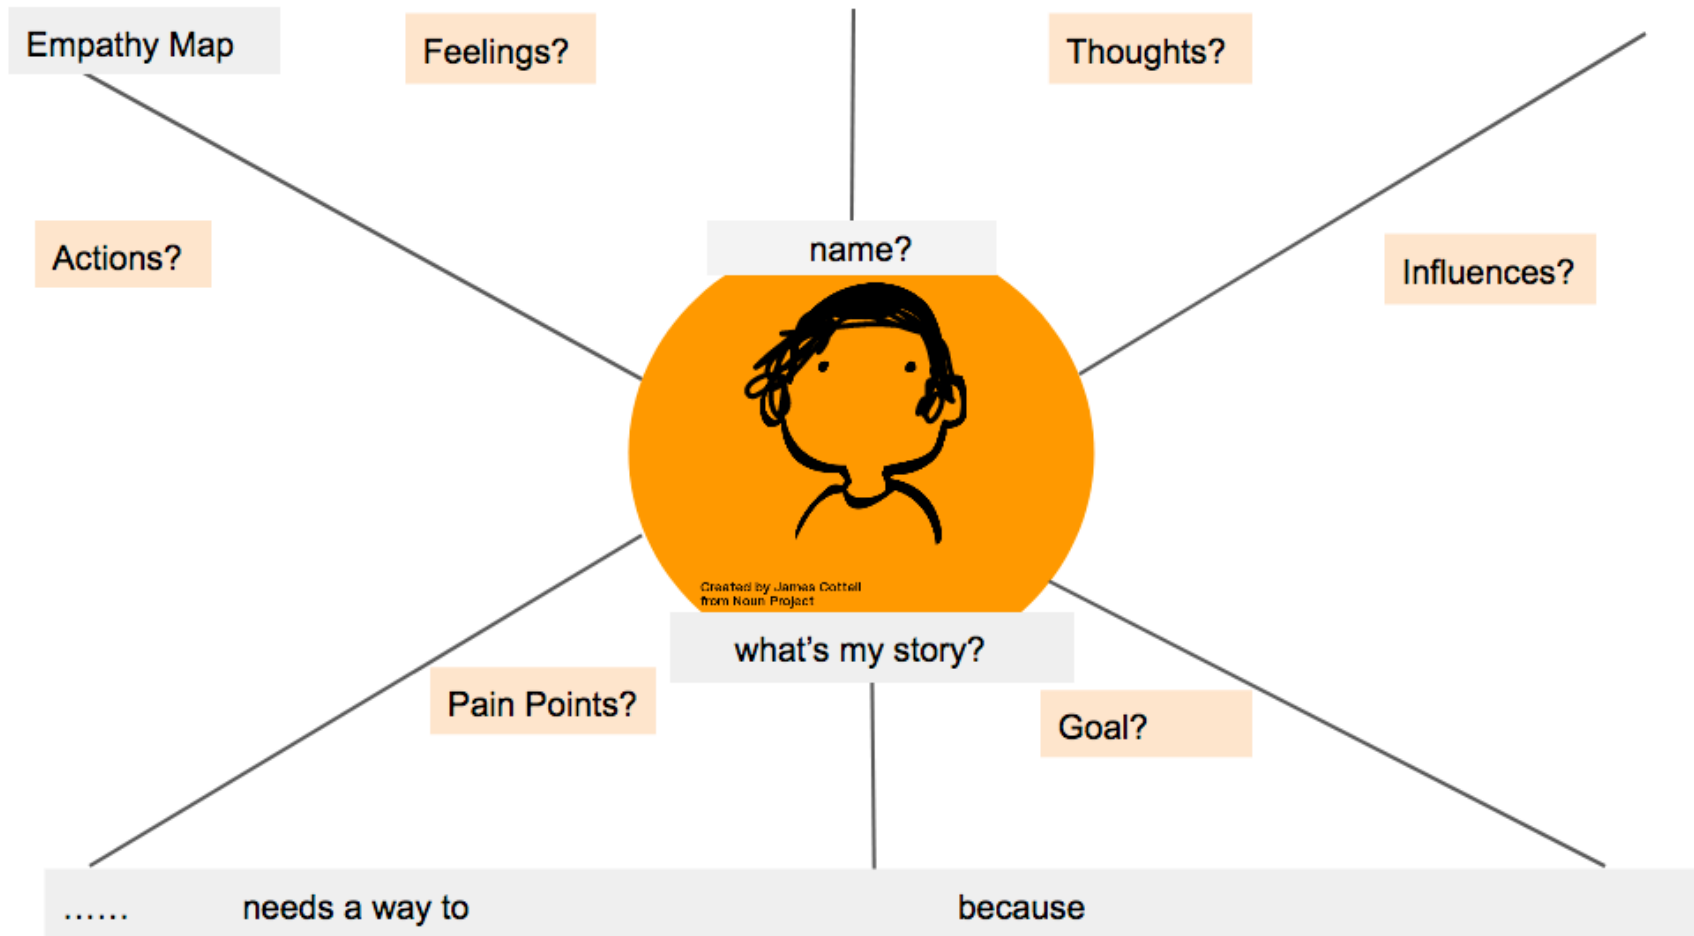 Empathy Map
Feelings?
Thoughts?
Actions?
name?
Influences?
Created by James Cottell
from Noun Project
what's my story?
Pain Points?
Goal?
...... needs a way to because